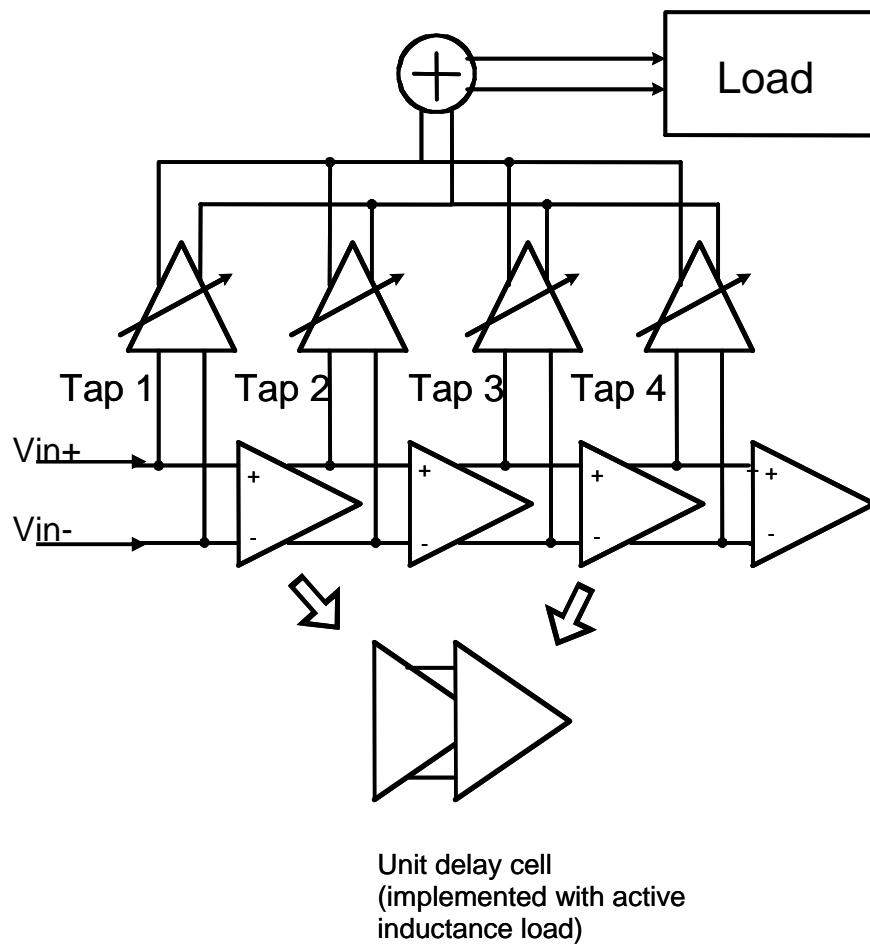 Load
Tap 1
Tap 2
Tap 3
Tap 4
Vin+
+
+
+
+
+
Vin-
-
-
-
-
Unit delay cell
(implemented with active
inductance load)